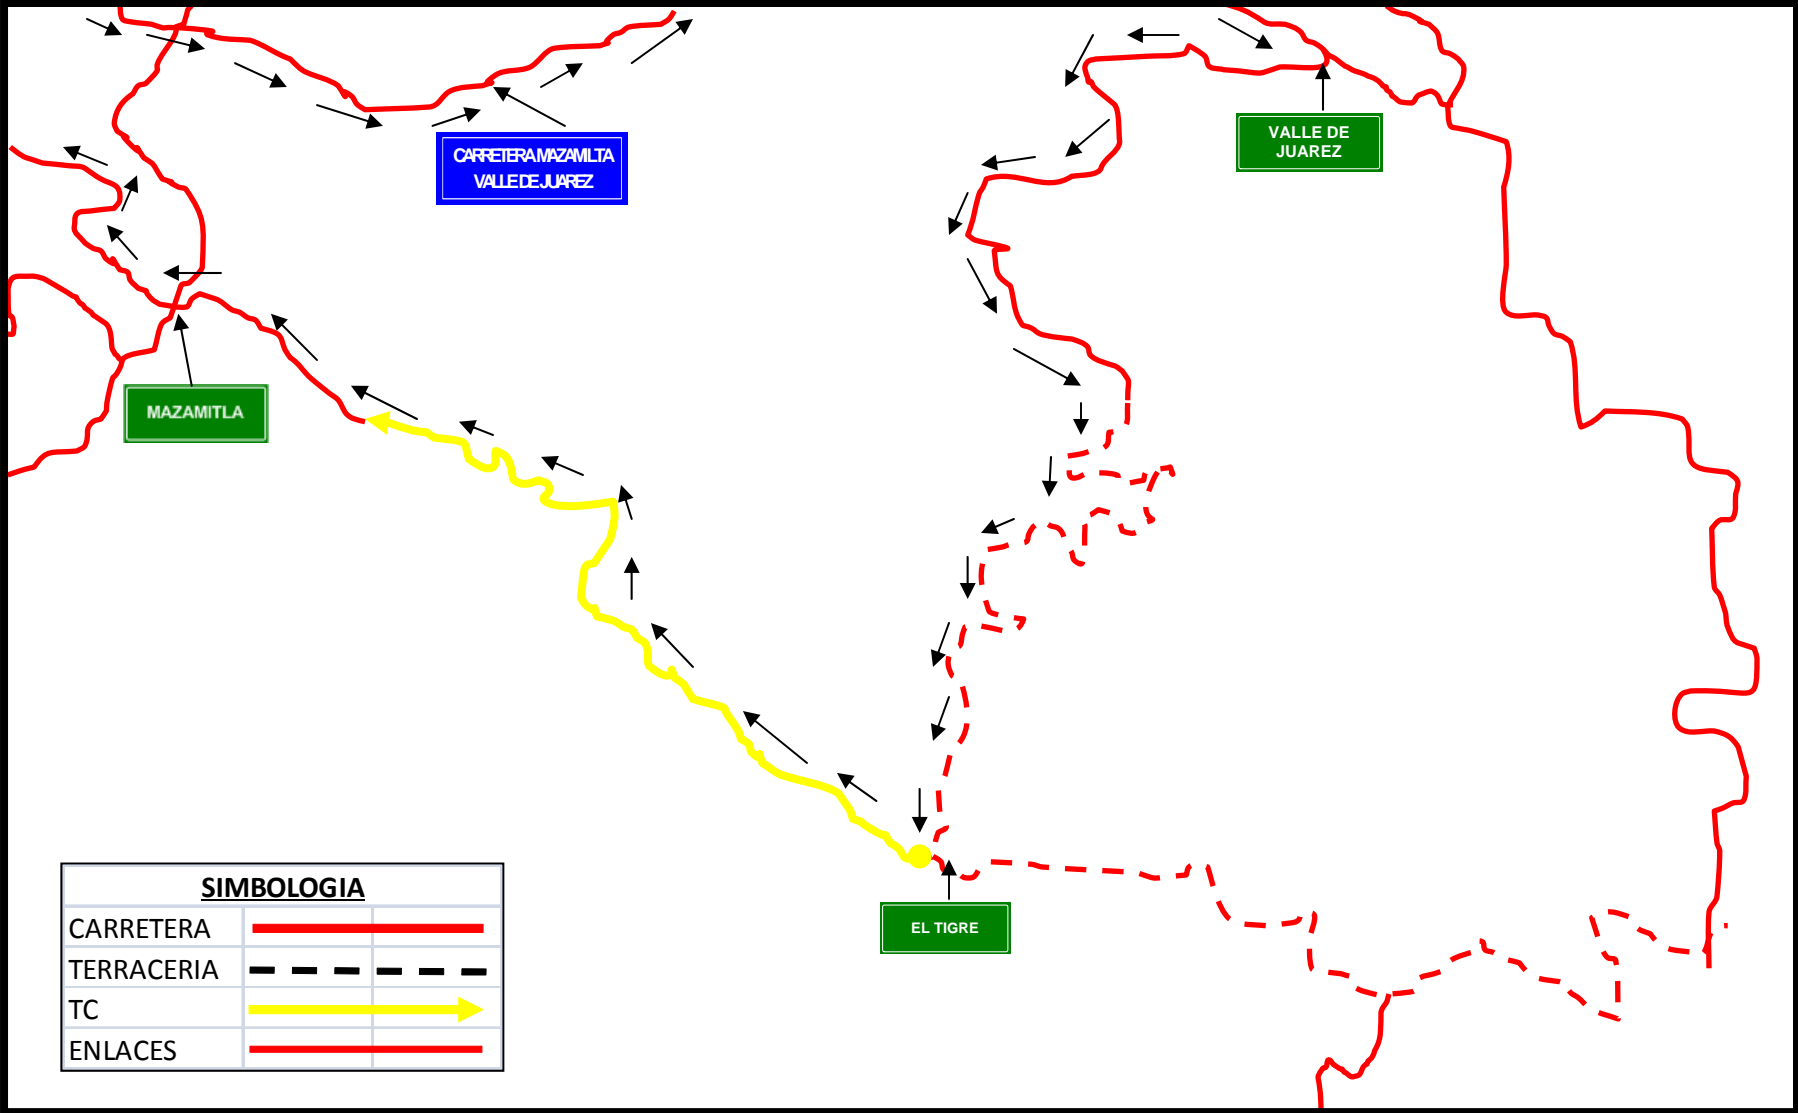 CARRETERA MAZAMILTA
VALLE DE JUAREZ
VALLE DE
JUAREZ
MAZAMITLA
EL TIGRE
SIMBOLOGIA
CARRETERA
TERRACERIA
TC
ENLACES